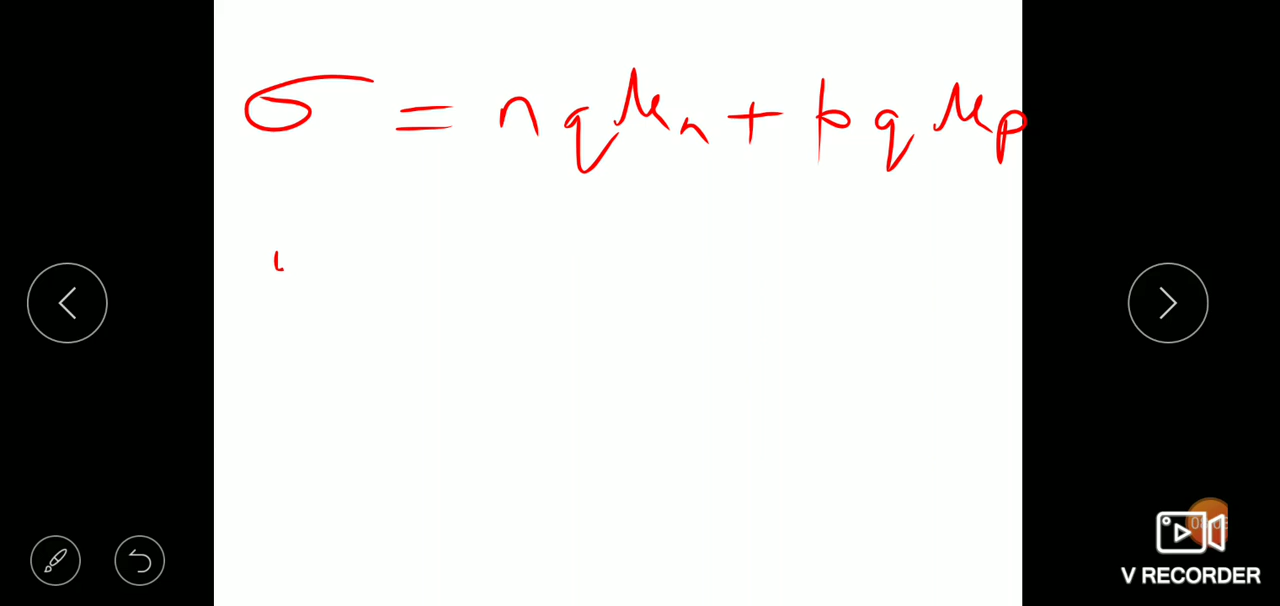 σ = nqμₙ + pqμₚ
V RECORDER